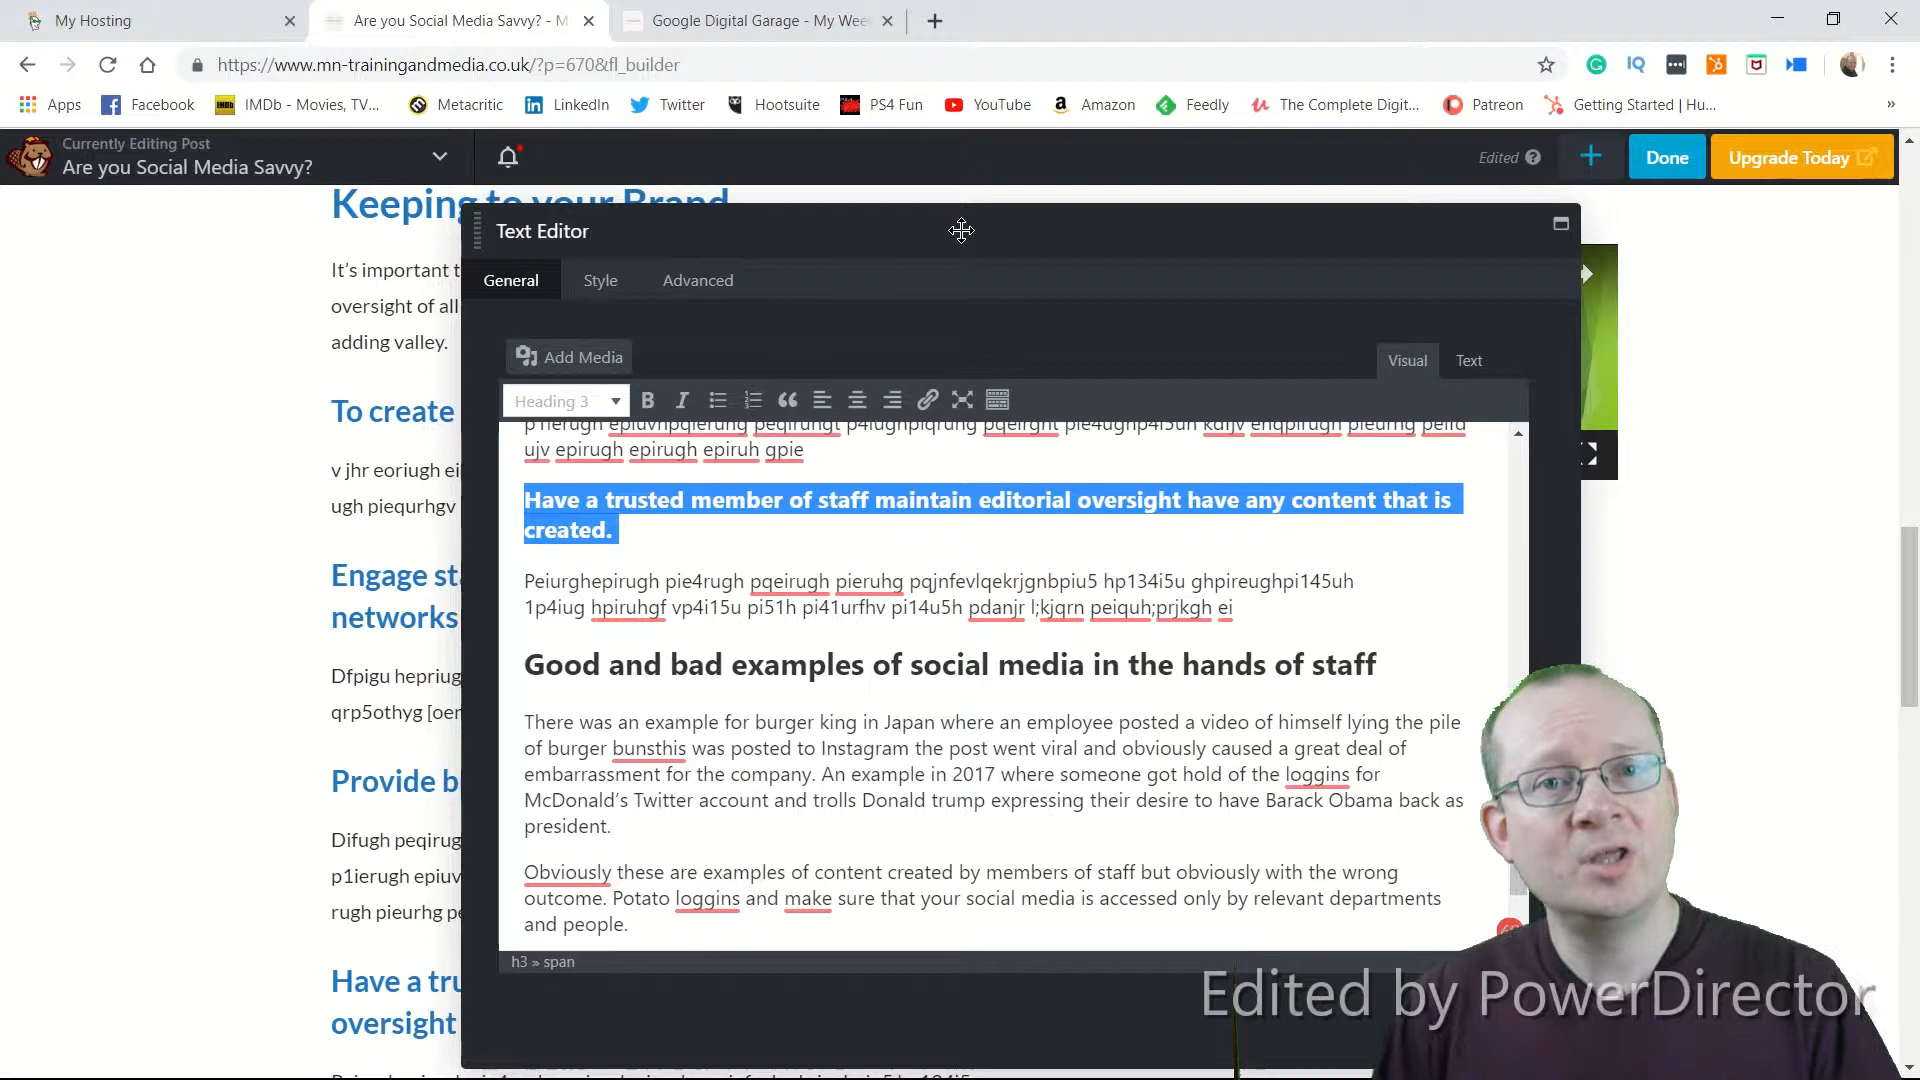 My Hosting
Are you Social Media Savvy? - M
Google Digital Garage - My Wee
https://www.mn-trainingandmedia.co.uk/?p=670&fl_builder
Apps
Facebook
IMDb - Movies, TV...
Metacritic
LinkedIn
Twitter
Hootsuite
PS4 Fun
YouTube
Amazon
Feedly
The Complete Digit...
Patreon
Getting Started | Hu...
Currently Editing Post
Are you Social Media Savvy?
Edited
Done
Upgrade Today
Keeping to your Brand
It's important t
oversight of all
adding valley.
To create
v jhr eoriugh ei
ugh piequrhgv
Engage sta
networks
Dfpigu hepriug
qrp5othyg [oer
Provide b
Difugh peqirug
p1ierugh epiuv
rugh pieurhg pe
Have a tru
oversight
Text Editor
General
Style
Advanced
Add Media
Visual
Text
Heading 3
B
I
ujv epirugh epirugh epiruh gpie
Have a trusted member of staff maintain editorial oversight have any content that is
created.
Peiurghepirugh pie4rugh pqeirugh pieruhg pqjnfevlqekrjgnbpiu5 hp134i5u ghpireughpi145uh
1p4iug hpiruhgf vp4i15u pi51h pi41urfhv pi14u5h pdanjr l;kjqrn peiquh;prjkgh ei
Good and bad examples of social media in the hands of staff
There was an example for burger king in Japan where an employee posted a video of himself lying the pile
of burger bunsthis was posted to Instagram the post went viral and obviously caused a great deal of
embarrassment for the company. An example in 2017 where someone got hold of the loggins for
McDonald's Twitter account and trolls Donald trump expressing their desire to have Barack Obama back as
president.
Obviously these are examples of content created by members of staff but obviously with the wrong
outcome. Potato loggins and make sure that your social media is accessed only by relevant departments
and people.
h3 » span
Edited by PowerDirector